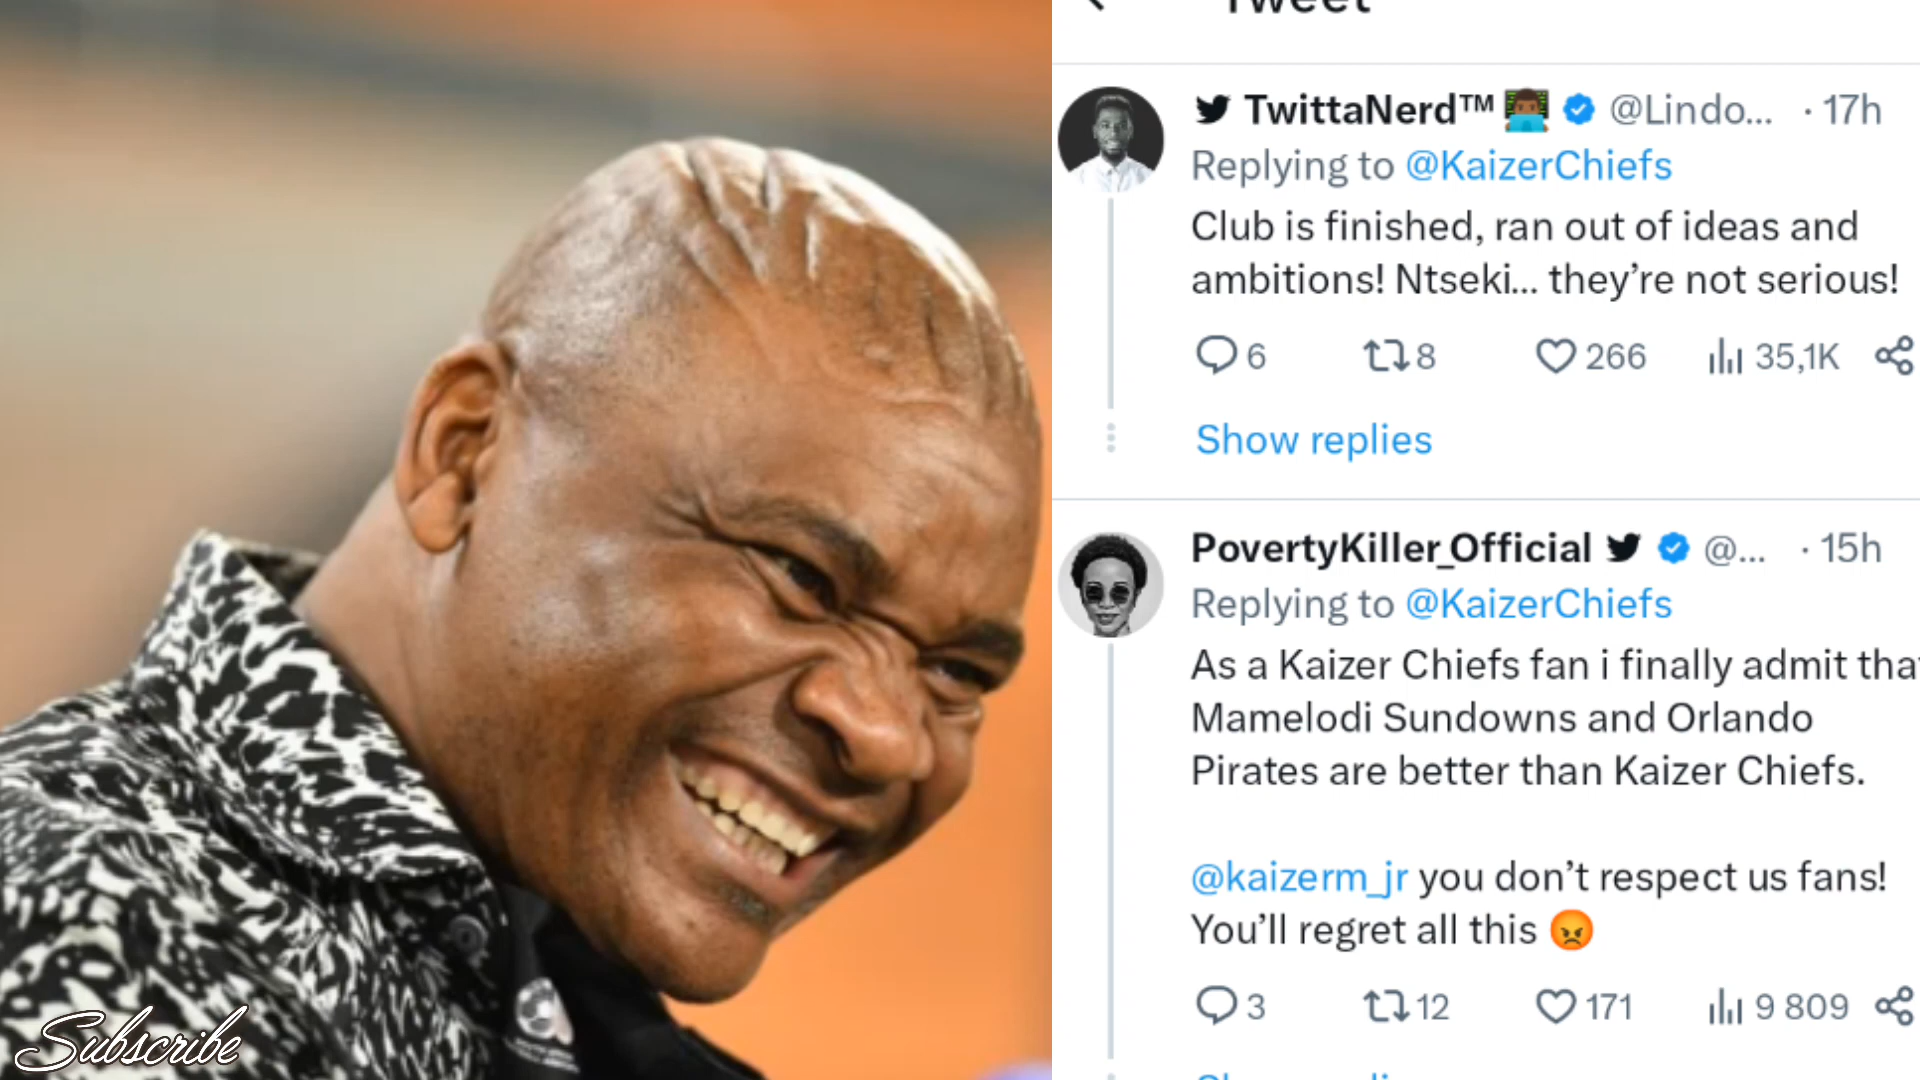 Tweet
TwittaNerd™ @Lindo... · 17h
Replying to @KaizerChiefs
Club is finished, ran out of ideas and
ambitions! Ntseki... they're not serious!
6 8 266 35,1K
Show replies
PovertyKiller_Official @... · 15h
Replying to @KaizerChiefs
As a Kaizer Chiefs fan i finally admit that
Mamelodi Sundowns and Orlando
Pirates are better than Kaizer Chiefs.
@kaizerm_jr you don't respect us fans!
You'll regret all this 😡
3 12 171 9 809
Subscribe